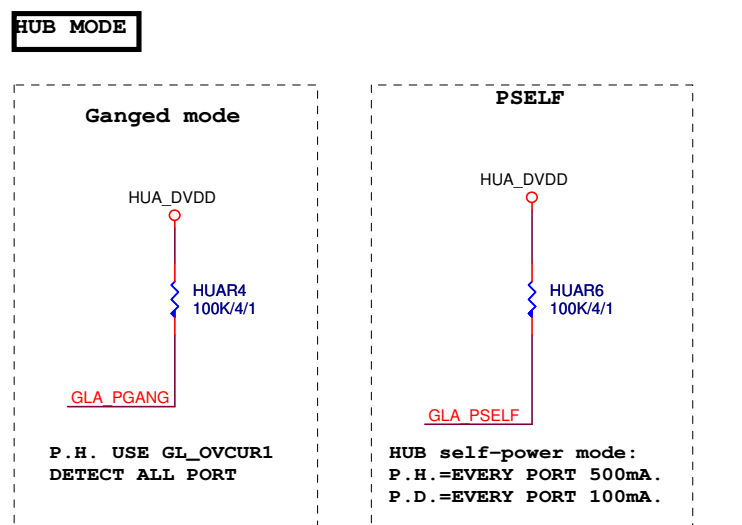 HUB MODE
Ganged mode
HUA_DVDD
HUAR4
100K/4/1
GLA_PGANG
P.H. USE GL_OVCUR1
DETECT ALL PORT
PSELF
HUA_DVDD
HUAR6
100K/4/1
GLA_PSELF
HUB self-power mode:
P.H.=EVERY PORT 500mA.
P.D.=EVERY PORT 100mA.